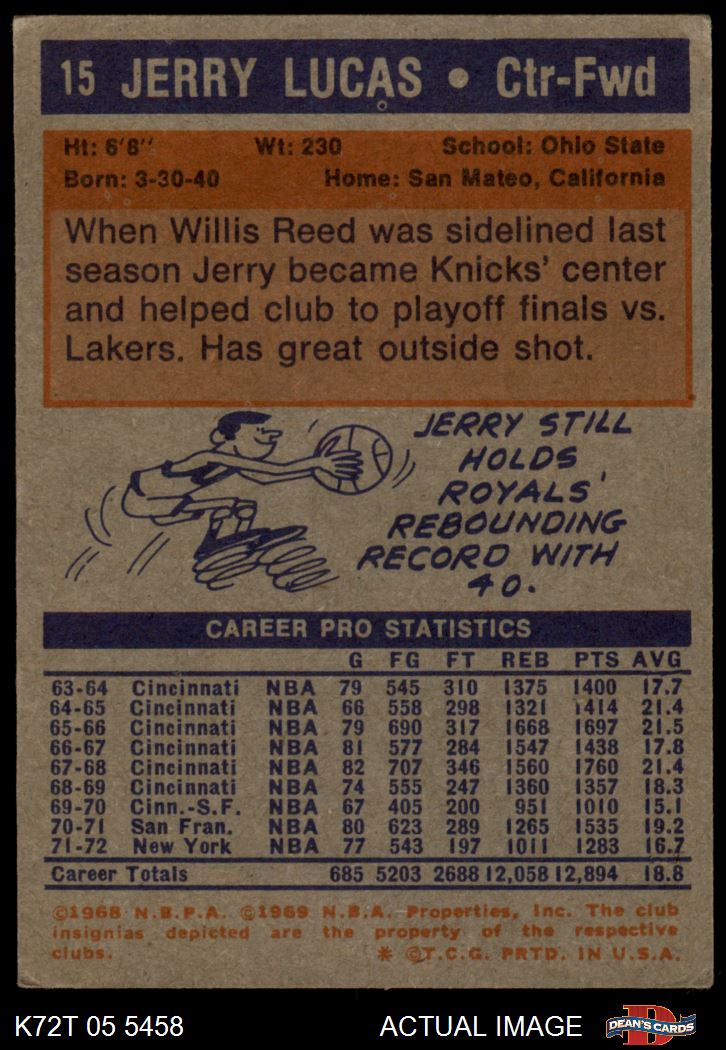 15 JERRY LUCAS • Ctr-Fwd
Ht: 6'8" Wt: 230 School: Ohio State
Born: 3-30-40 Home: San Mateo, California
When Willis Reed was sidelined last
season Jerry became Knicks' center
and helped club to playoff finals vs.
Lakers. Has great outside shot.
JERRY STILL
HOLDS
ROYALS'
REBOUNDING
RECORD WITH
40.
CAREER PRO STATISTICS
G FG FT REB PTS AVG
63-64 Cincinnati NBA 79 545 310 1375 1400 17.7
64-65 Cincinnati NBA 66 558 298 1321 1414 21.4
65-66 Cincinnati NBA 79 690 317 1668 1697 21.5
66-67 Cincinnati NBA 81 577 284 1547 1438 17.8
67-68 Cincinnati NBA 82 707 346 1560 1760 21.4
68-69 Cincinnati NBA 74 555 247 1360 1357 18.3
69-70 Cinn.-S.F. NBA 67 405 200 951 1010 15.1
70-71 San Fran. NBA 80 623 289 1265 1535 19.2
71-72 New York NBA 77 543 197 1011 1283 16.7
Career Totals 685 5203 2688 12,058 12,894 18.8
©1968 N.B.P.A. ©1969 N.B.A. Properties, Inc. The club
insignias depicted are the property of the respective
clubs. * ©T.C.G. PRTD. IN U.S.A.
K72T 05 5458 ACTUAL IMAGE D DEAN'S CARDS